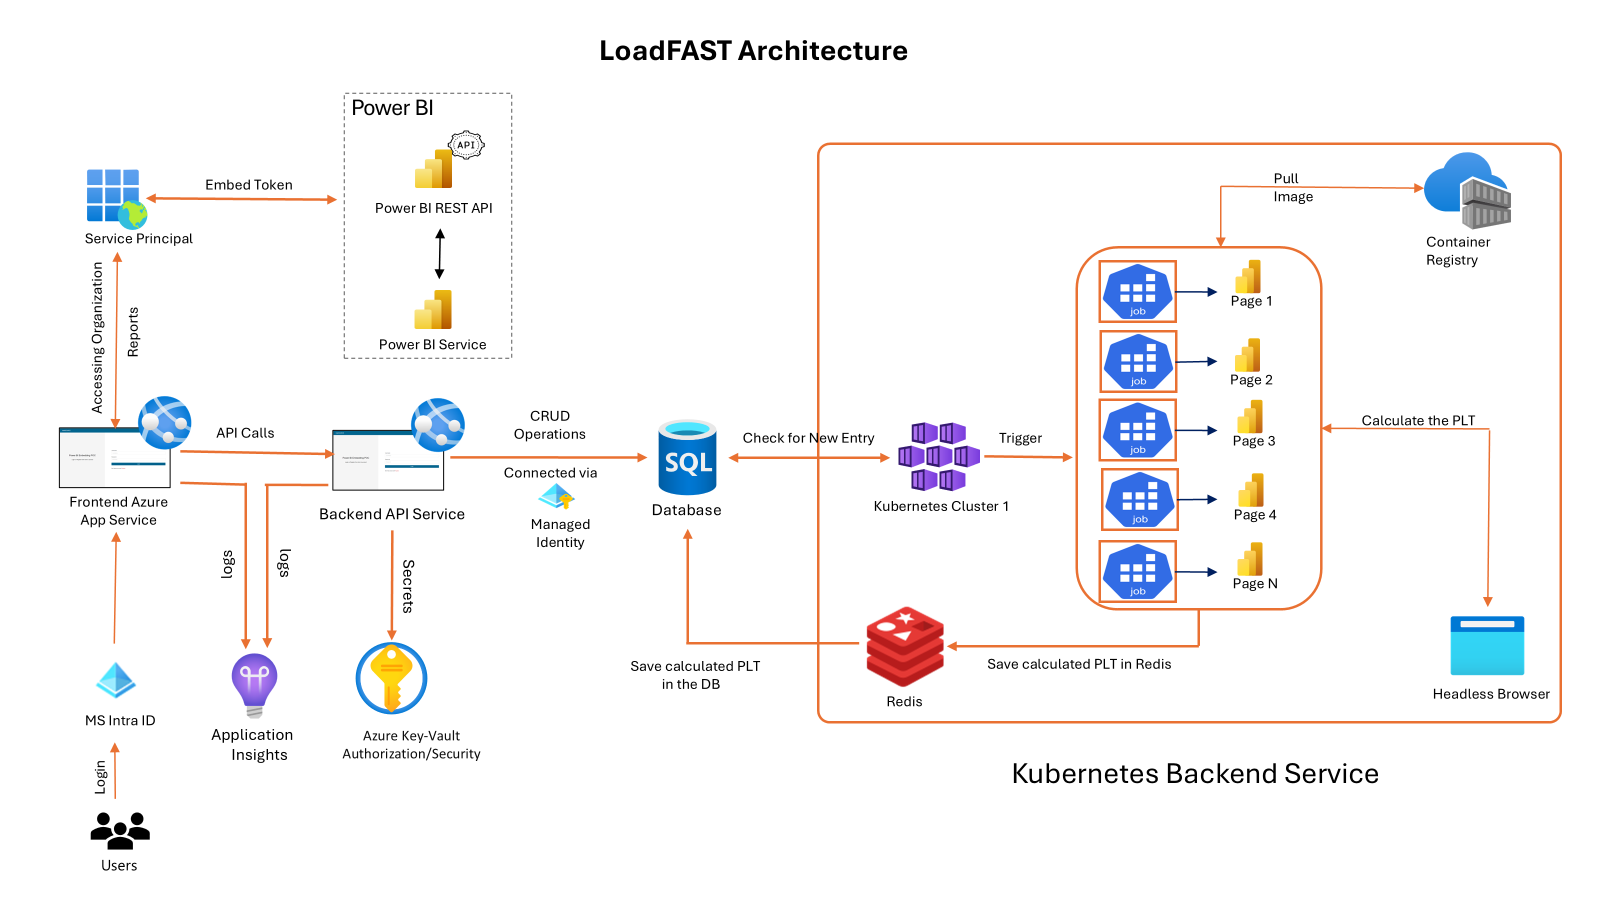 LoadFAST Architecture
Power BI
API
Power BI REST API
Power BI Service
Embed Token
Service Principal
Accessing Organization
Reports
Frontend Azure
App Service
API Calls
Backend API Service
CRUD
Operations
Connected via
Managed
Identity
SQL
Database
Check for New Entry
Kubernetes Cluster 1
Trigger
Pull
Image
Container
Registry
job
Page 1
job
Page 2
job
Page 3
job
Page 4
job
Page N
Calculate the PLT
Headless Browser
Save calculated PLT in Redis
Redis
Save calculated PLT
in the DB
Kubernetes Backend Service
logs
logs
Secrets
MS Intra ID
Application
Insights
Azure Key-Vault
Authorization/Security
Login
Users